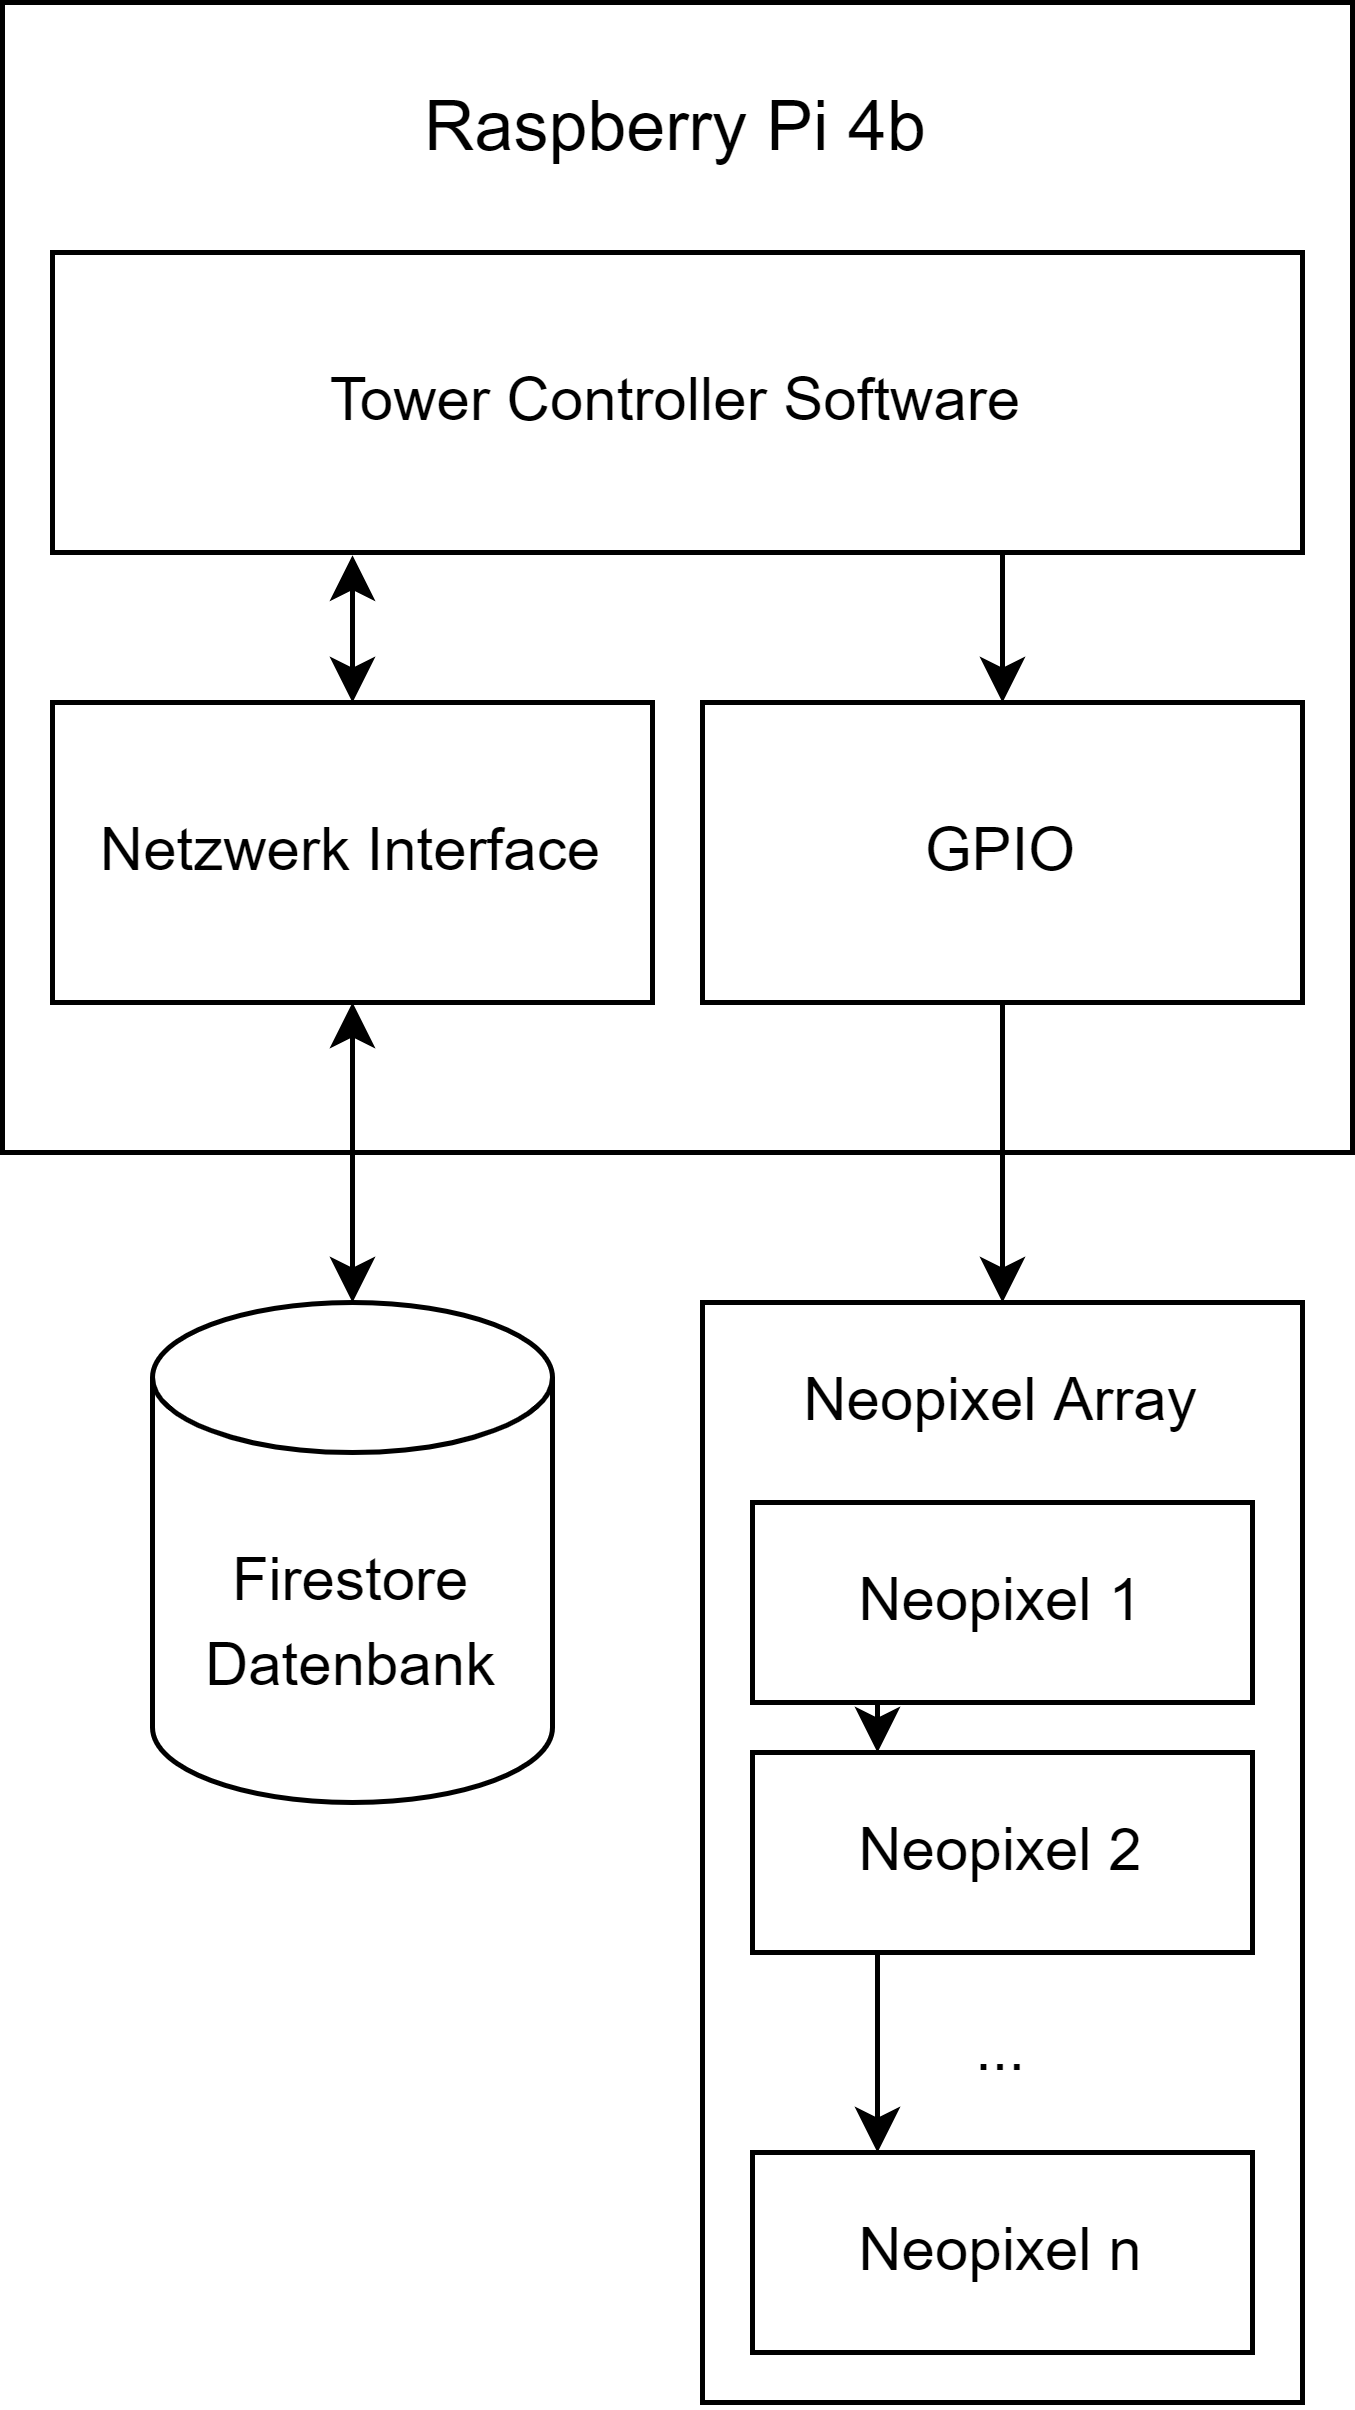 Raspberry Pi 4b
Tower Controller Software
Netzwerk Interface
GPIO
Firestore
Datenbank
Neopixel Array
Neopixel 1
Neopixel 2
...
Neopixel n